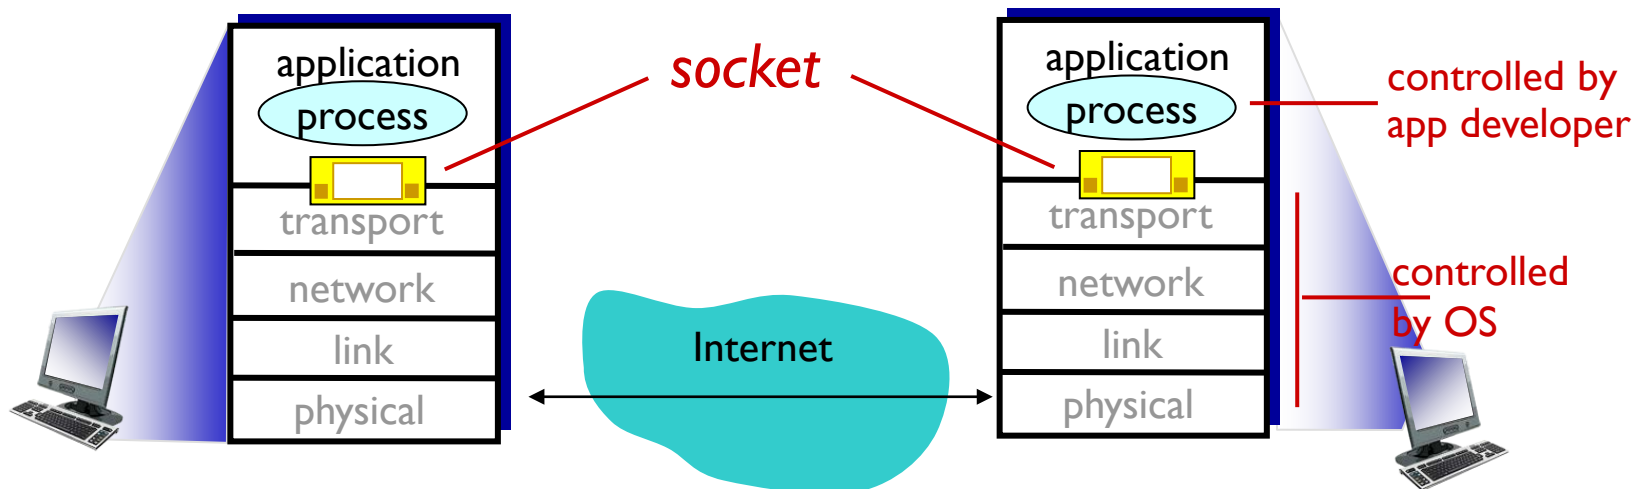 application
process
transport
network
link
physical
socket
Internet
application
process
transport
network
link
physical
controlled by
app developer
controlled
by OS